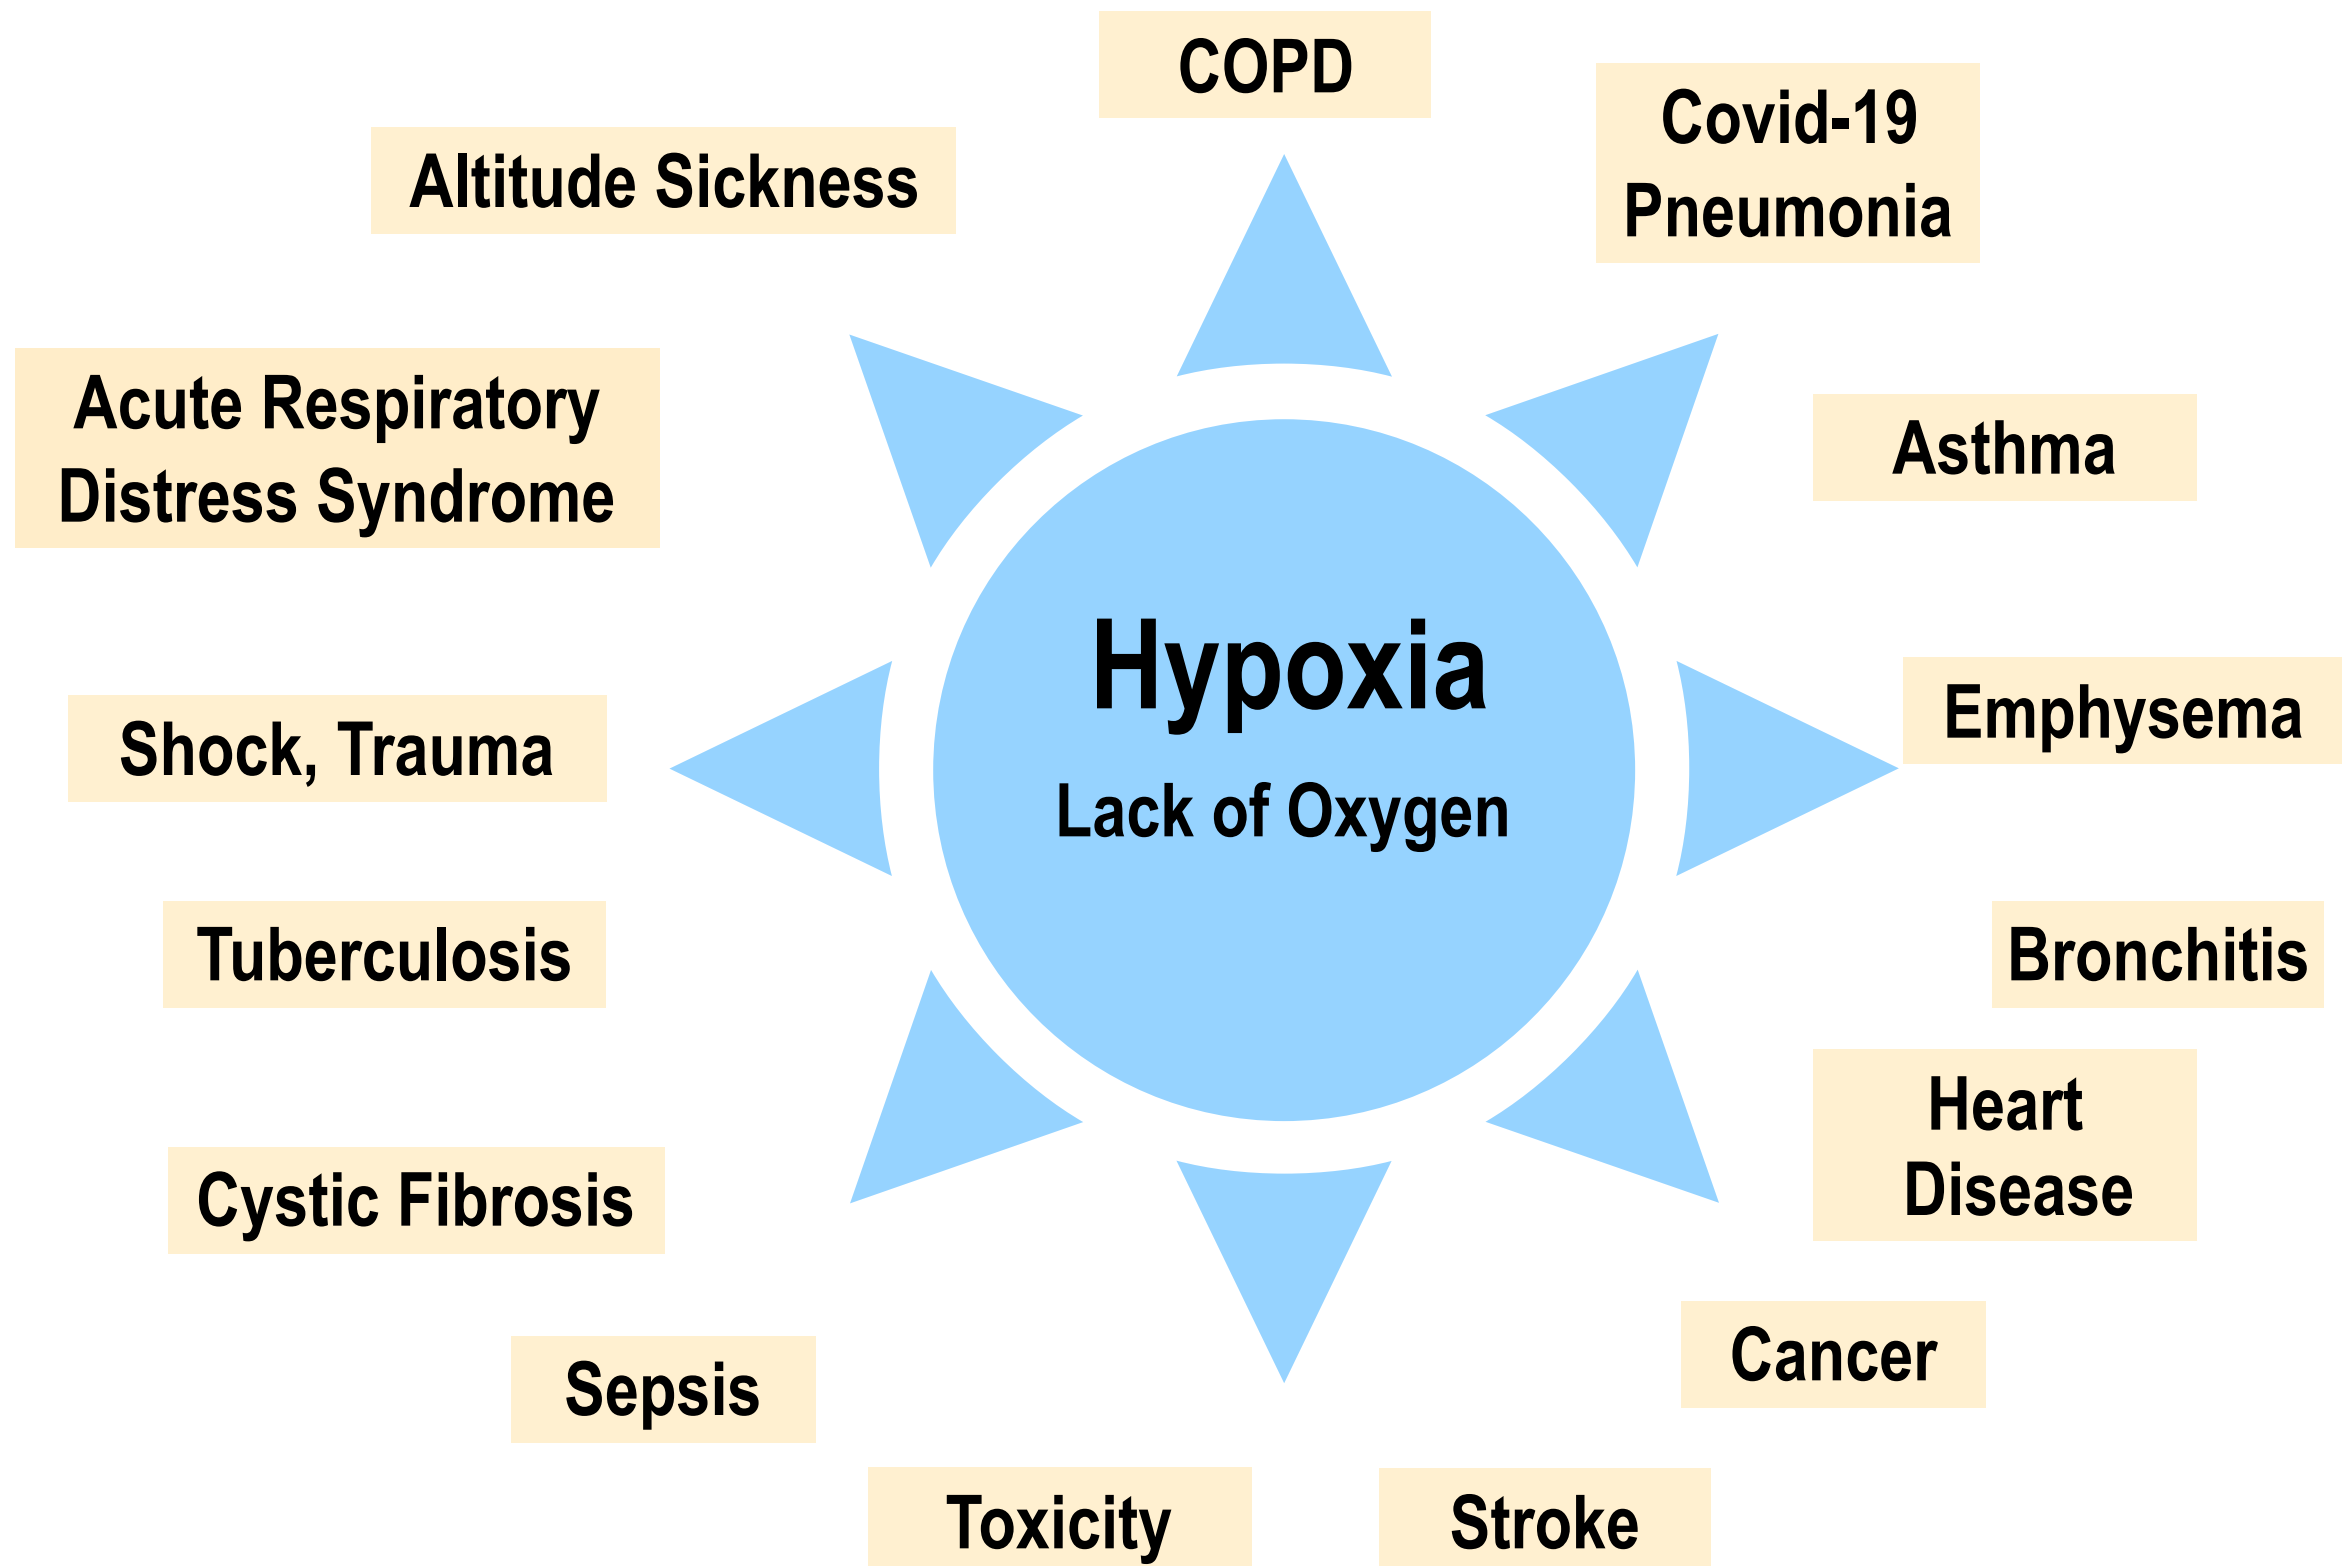 COPD
Covid-19
Pneumonia
Altitude Sickness
Acute Respiratory
Distress Syndrome
Asthma
Hypoxia
Lack of Oxygen
Emphysema
Shock, Trauma
Tuberculosis
Bronchitis
Heart
Disease
Cystic Fibrosis
Cancer
Sepsis
Toxicity
Stroke